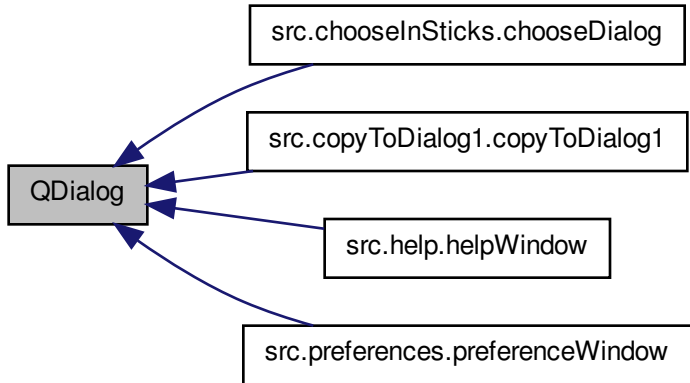 src.chooseInSticks.chooseDialog
src.copyToDialog1.copyToDialog1
QDialog
src.help.helpWindow
src.preferences.preferenceWindow